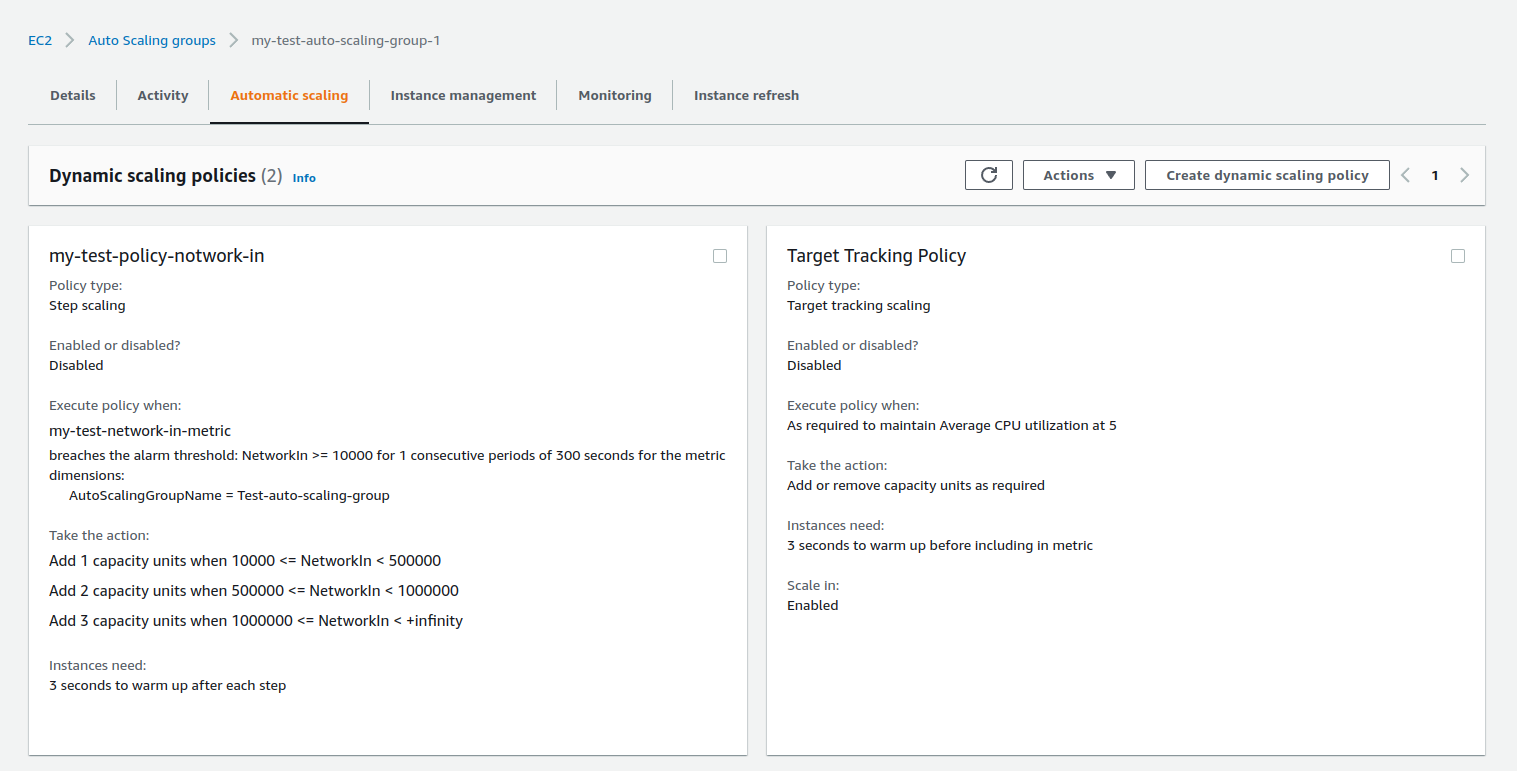 EC2 Auto Scaling groups my-test-auto-scaling-group-1
Details Activity Automatic scaling Instance management Monitoring Instance refresh
Dynamic scaling policies (2) Info Actions Create dynamic scaling policy 1
my-test-policy-notwork-in
Policy type:
Step scaling
Enabled or disabled?
Disabled
Execute policy when:
my-test-network-in-metric
breaches the alarm threshold: NetworkIn >= 10000 for 1 consecutive periods of 300 seconds for the metric
dimensions:
AutoScalingGroupName = Test-auto-scaling-group
Take the action:
Add 1 capacity units when 10000 <= NetworkIn < 500000
Add 2 capacity units when 500000 <= NetworkIn < 1000000
Add 3 capacity units when 1000000 <= NetworkIn < +infinity
Instances need:
3 seconds to warm up after each step
Target Tracking Policy
Policy type:
Target tracking scaling
Enabled or disabled?
Disabled
Execute policy when:
As required to maintain Average CPU utilization at 5
Take the action:
Add or remove capacity units as required
Instances need:
3 seconds to warm up before including in metric
Scale in:
Enabled